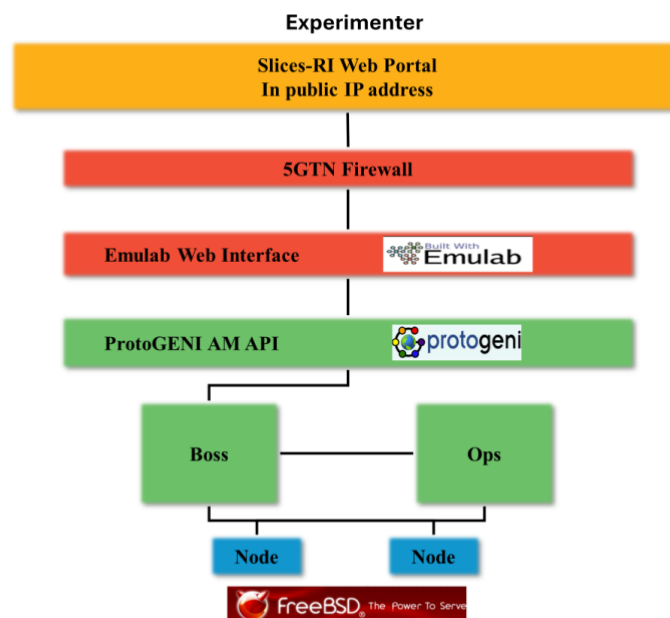 Experimenter
Slices-RI Web Portal
In public IP address
5GTN Firewall
Emulab Web Interface
Built With
Emulab
ProtoGENI AM API
protogeni
Boss
Ops
Node
Node
FreeBSD® The Power To Serve